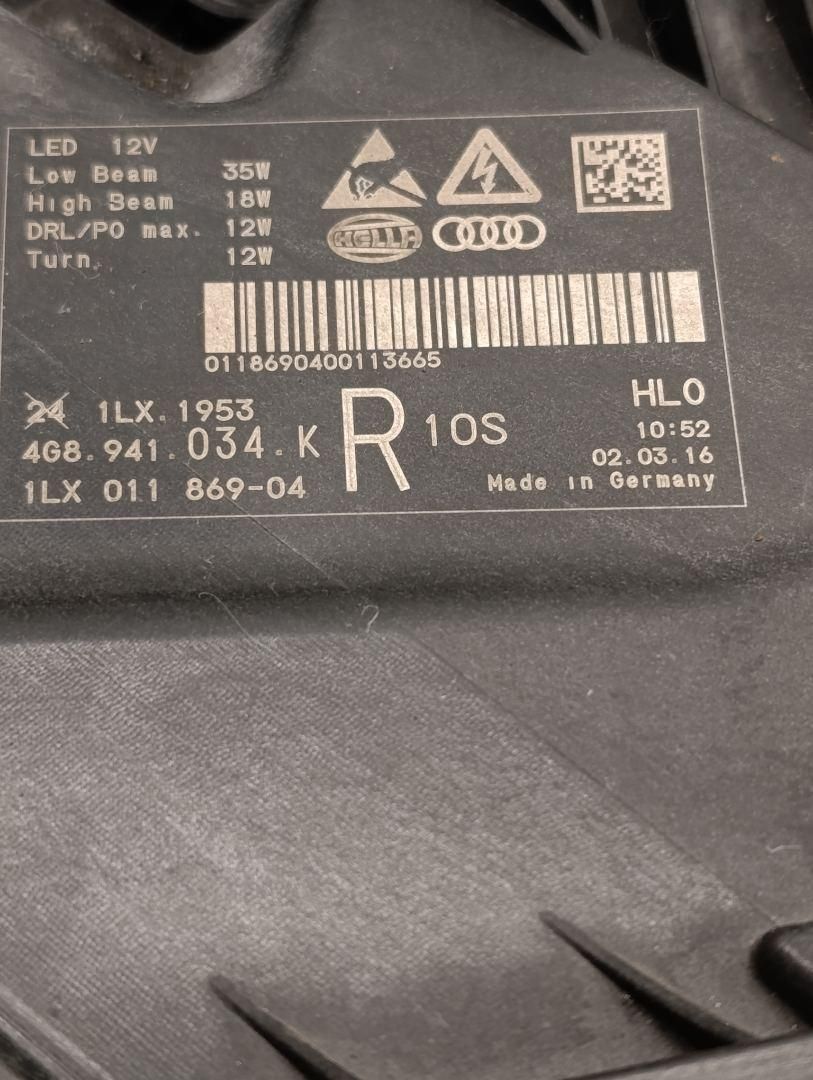 LED 12V
Low Beam 35W
High Beam 18W
DRL/PO max. 12W
Turn. 12W
HELLA
0118690400113665
24 1LX.1953
4G8.941.034.K
1LX 011 869-04
R 10S
HLO
10:52
02.03.16
Made in Germany